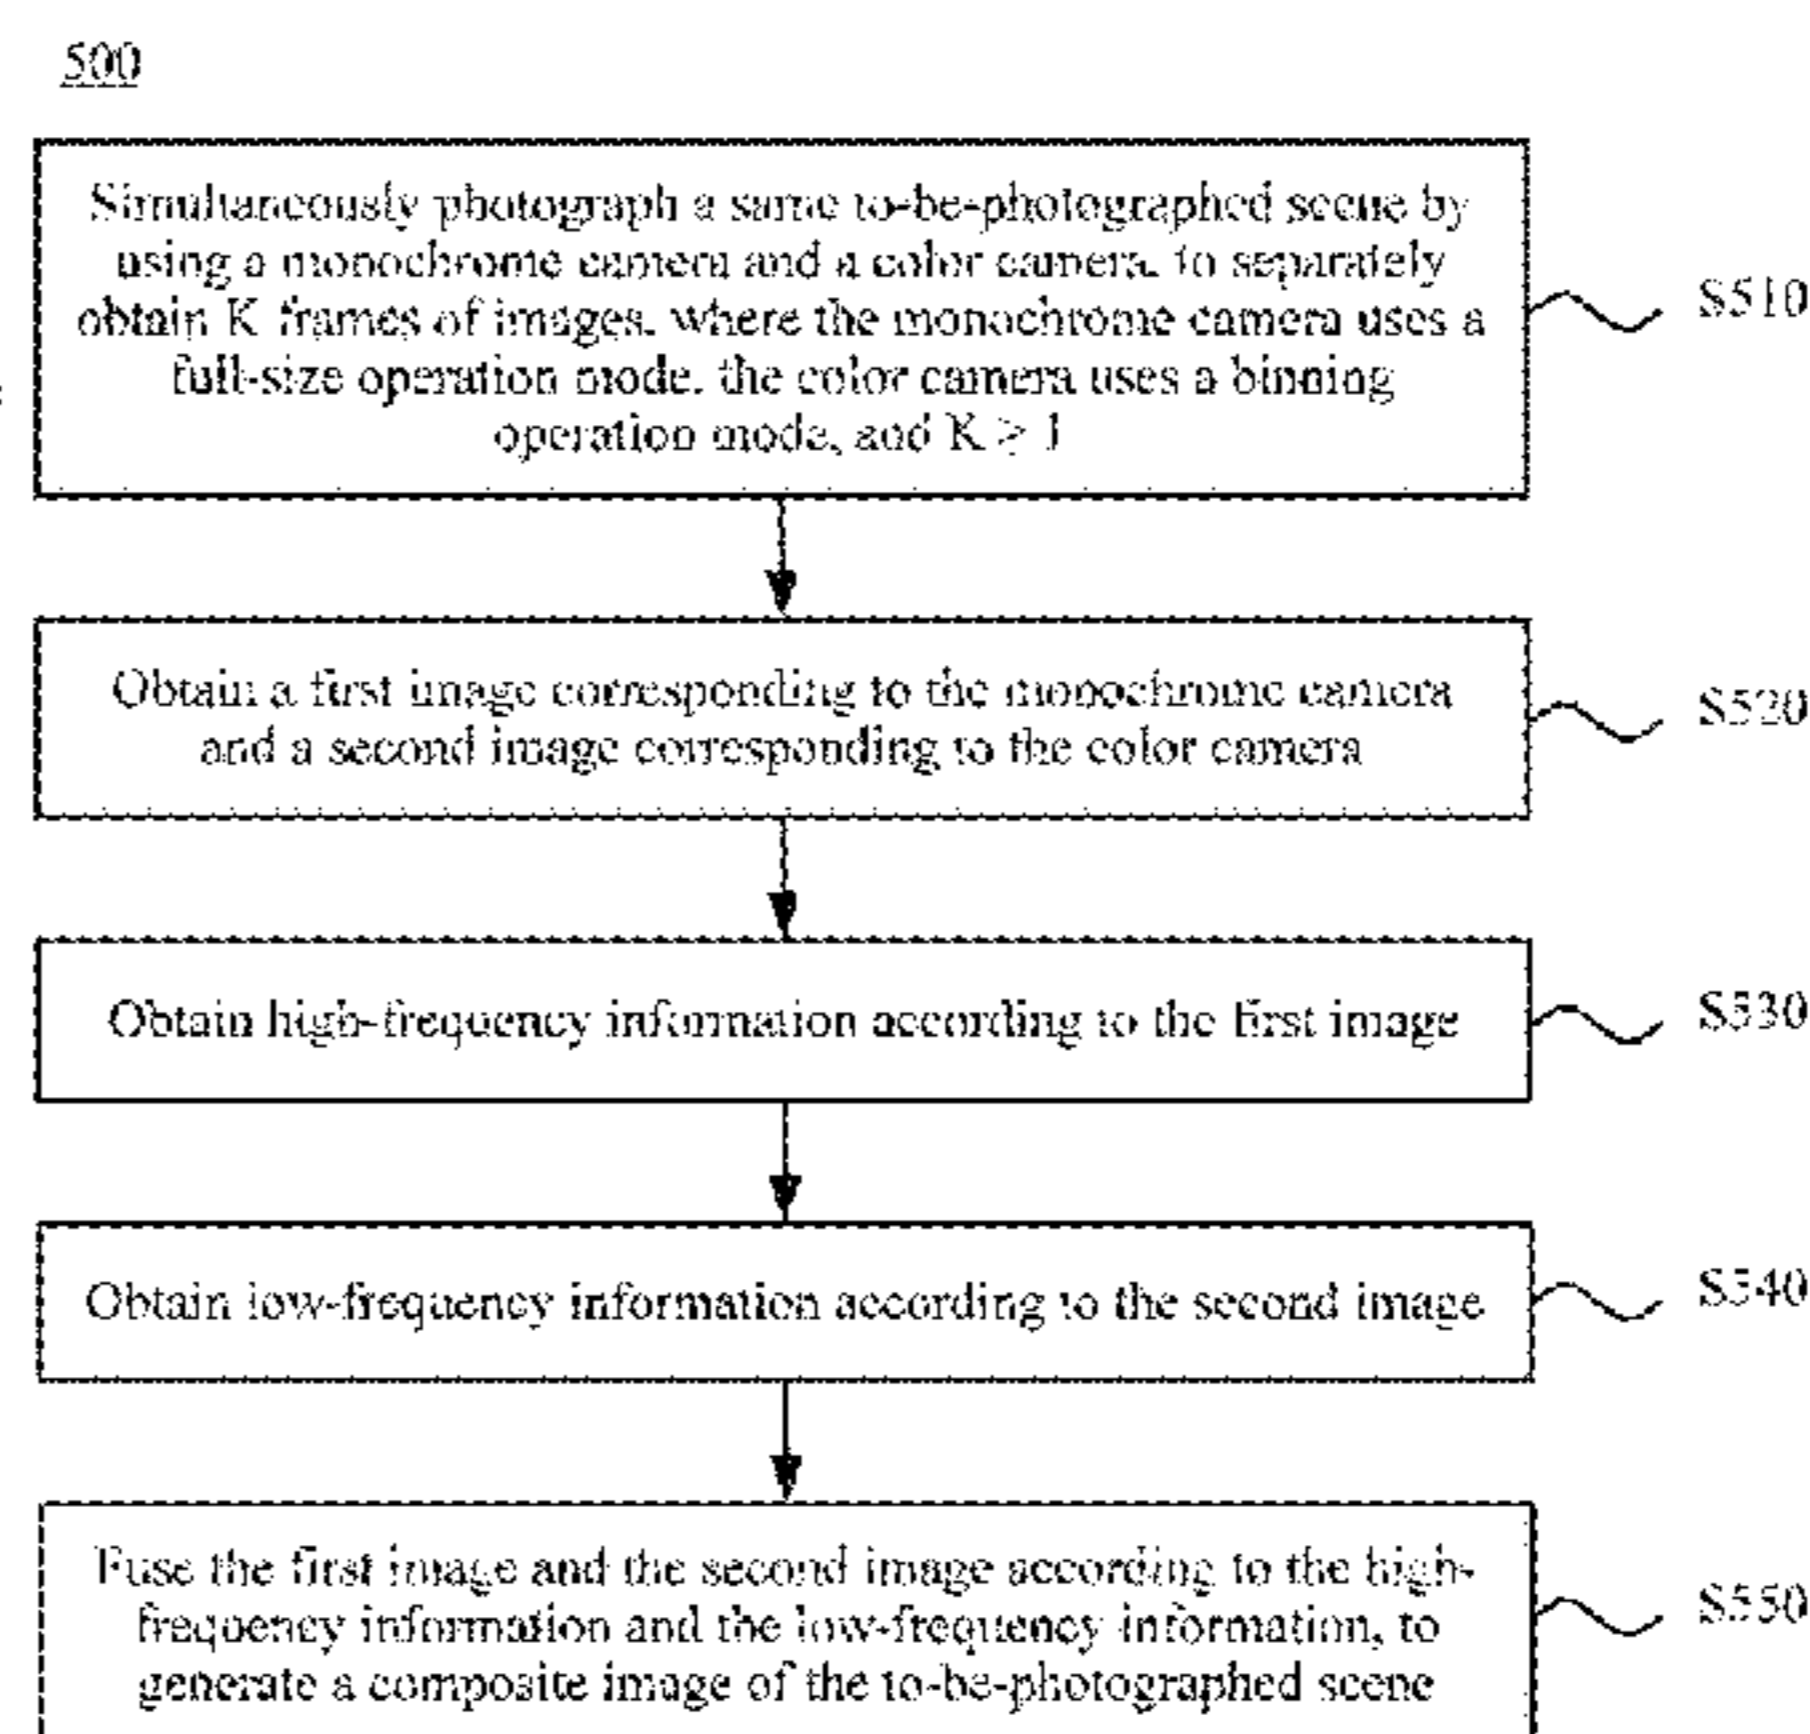 500
Simultaneously photograph a same to-be-photographed scene by
using a monochrome camera and a color camera, to separately
obtain K frames of images, where the monochrome camera uses a
full-size operation mode, the color camera uses a binning
operation mode, and K ≥ 1
S510
Obtain a first image corresponding to the monochrome camera
and a second image corresponding to the color camera
S520
Obtain high-frequency information according to the first image
S530
Obtain low-frequency information according to the second image
S540
Fuse the first image and the second image according to the high-
frequency information and the low-frequency information, to
generate a composite image of the to-be-photographed scene
S550